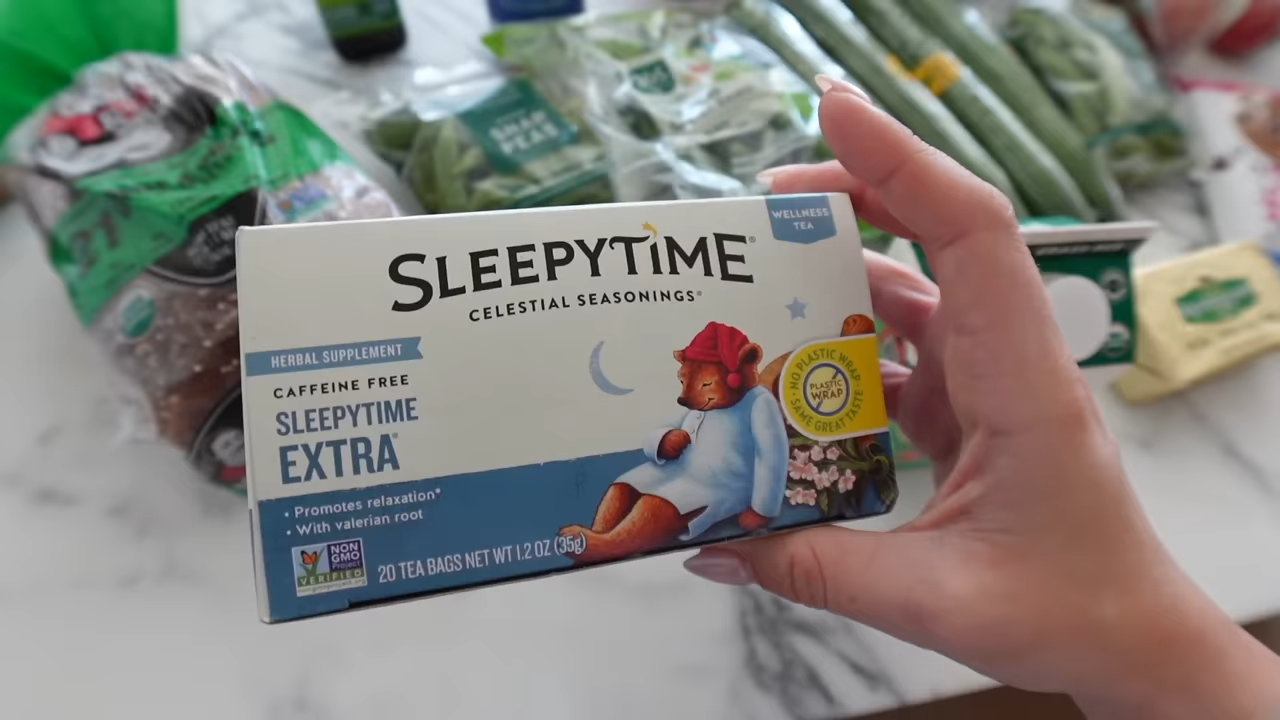 SLEEPYTIME®
CELESTIAL SEASONINGS®
WELLNESS
TEA
HERBAL SUPPLEMENT
CAFFEINE FREE
SLEEPYTIME
EXTRA®
• Promotes relaxation*
• With valerian root
NON
GMO
Project
VERIFIED
nongmoproject.org
20 TEA BAGS NET WT 1.2 OZ (35g)
NO PLASTIC WRAP
PLASTIC
WRAP
SAME GREAT TASTE
SNAP
PEAS